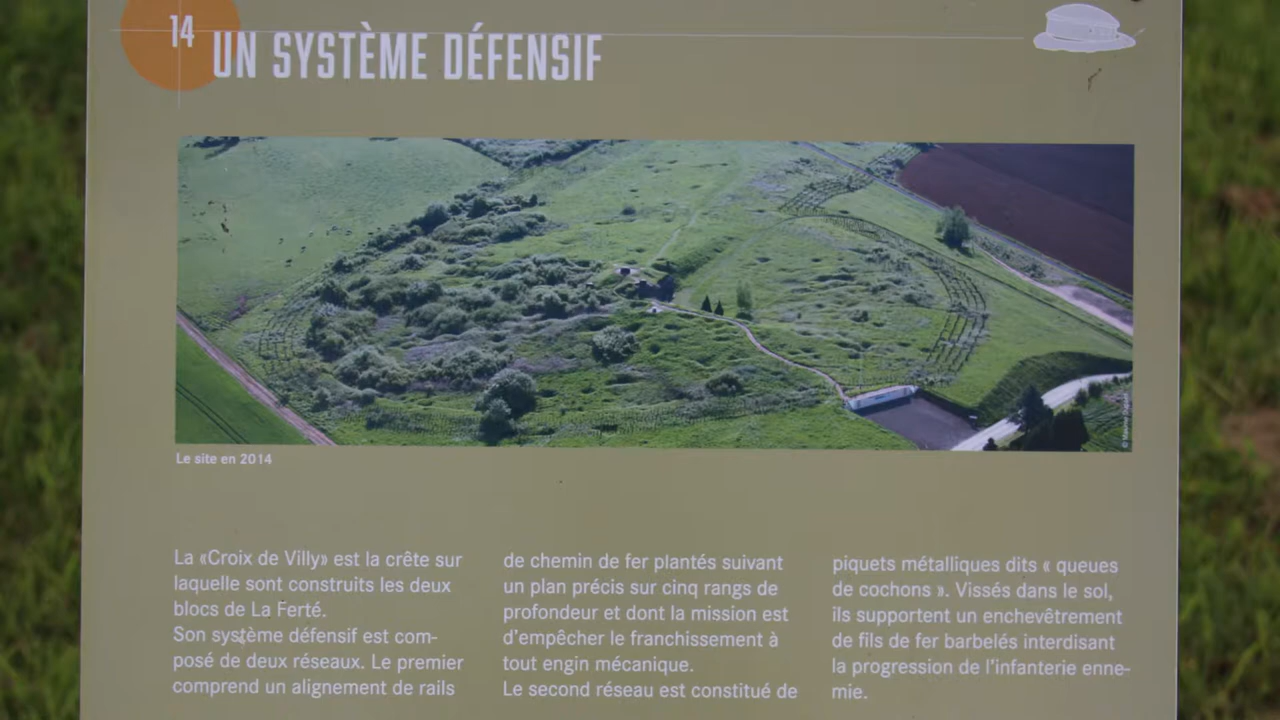 14
UN SYSTÈME DÉFENSIF
Le site en 2014
La «Croix de Villy» est la crête sur
laquelle sont construits les deux
blocs de La Ferté.
Son système défensif est com-
posé de deux réseaux. Le premier
comprend un alignement de rails
de chemin de fer plantés suivant
un plan précis sur cinq rangs de
profondeur et dont la mission est
d'empêcher le franchissement à
tout engin mécanique.
Le second réseau est constitué de
piquets métalliques dits « queues
de cochons ». Vissés dans le sol,
ils supportent un enchevêtrement
de fils de fer barbelés interdisant
la progression de l'infanterie enne-
mie.